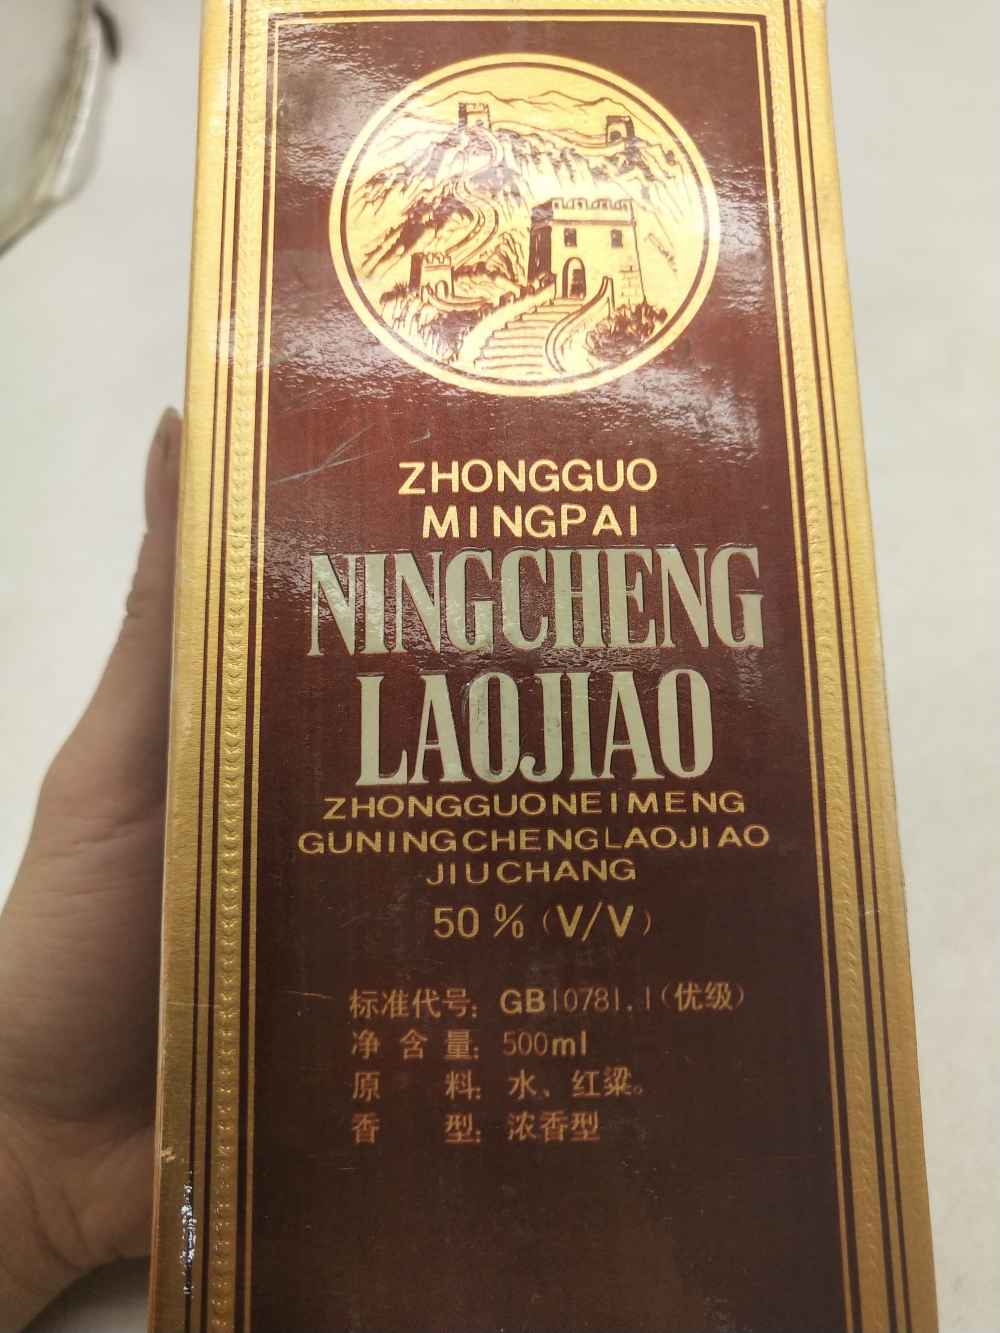 ZHONGGUO
MINGPAI
NINGCHENG
LAOJIAO
ZHONGGUONEIMENG
GUNINGCHENGLAOJIAO
JIUCHANG
50%(V/V)
标准代号：GB10781.1(优级)
净含量：500ml
原料：水、红粱。
香型：浓香型